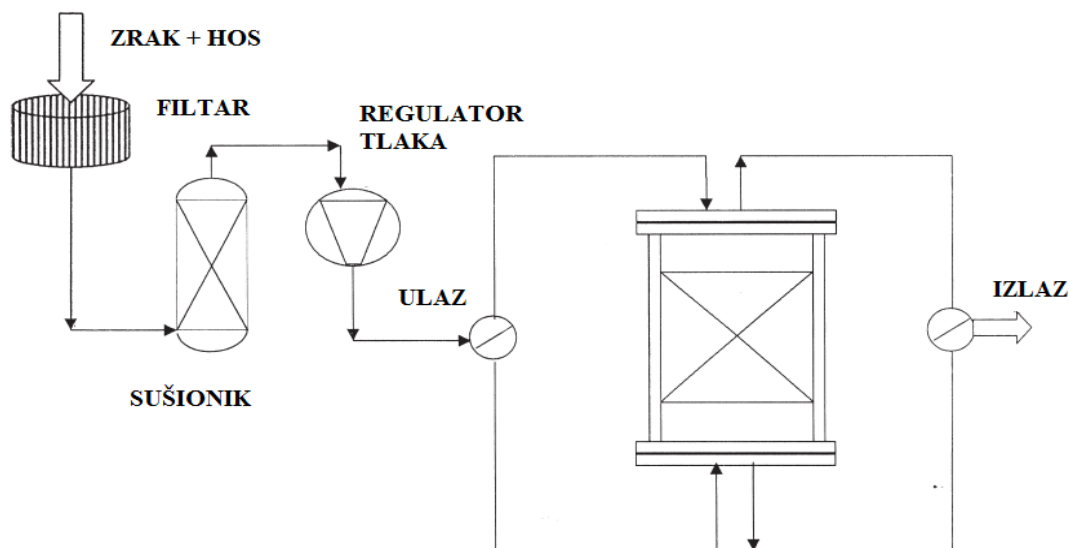 ZRAK + HOS
FILTAR
REGULATOR
TLAKA
ULAZ
IZLAZ
SUŠIONIK